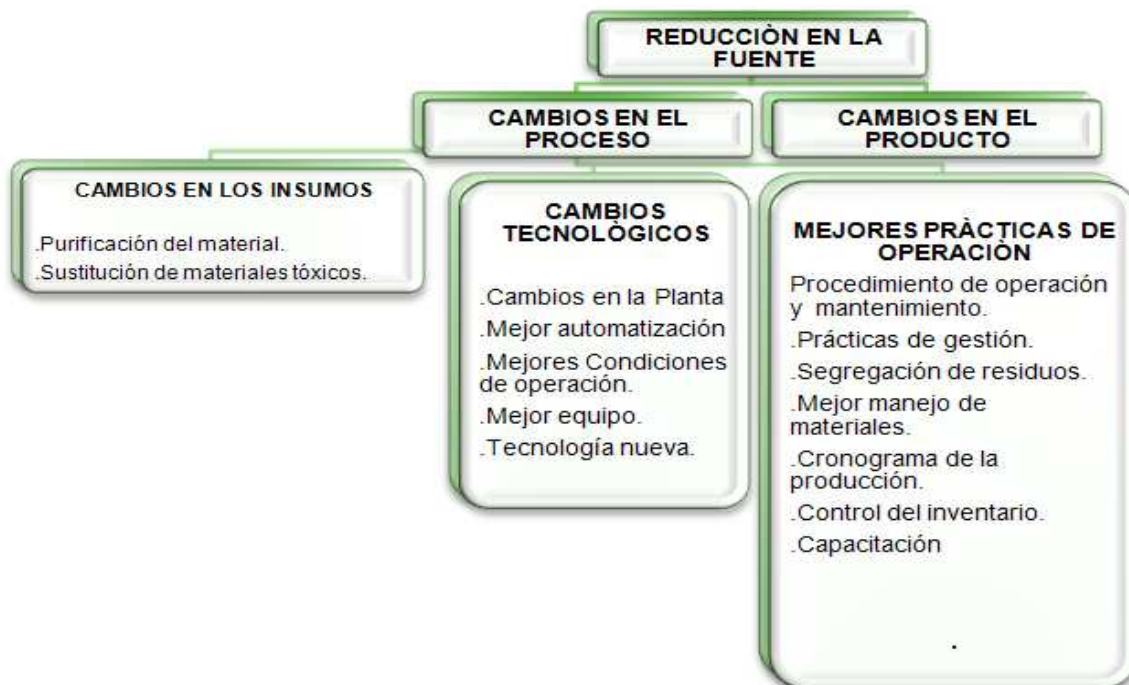 REDUCCIÒN EN LA
FUENTE
CAMBIOS EN EL
PROCESO
CAMBIOS EN EL
PRODUCTO
CAMBIOS EN LOS INSUMOS
.Purificación del material.
.Sustitución de materiales tóxicos.
CAMBIOS
TECNOLÒGICOS
.Cambios en la Planta
.Mejor automatización
.Mejores Condiciones
de operación.
.Mejor equipo.
.Tecnología nueva.
MEJORES PRÀCTICAS DE
OPERACIÒN
Procedimiento de operación
y mantenimiento.
.Prácticas de gestión.
.Segregación de residuos.
.Mejor manejo de
materiales.
.Cronograma de la
producción.
.Control del inventario.
.Capacitación
.